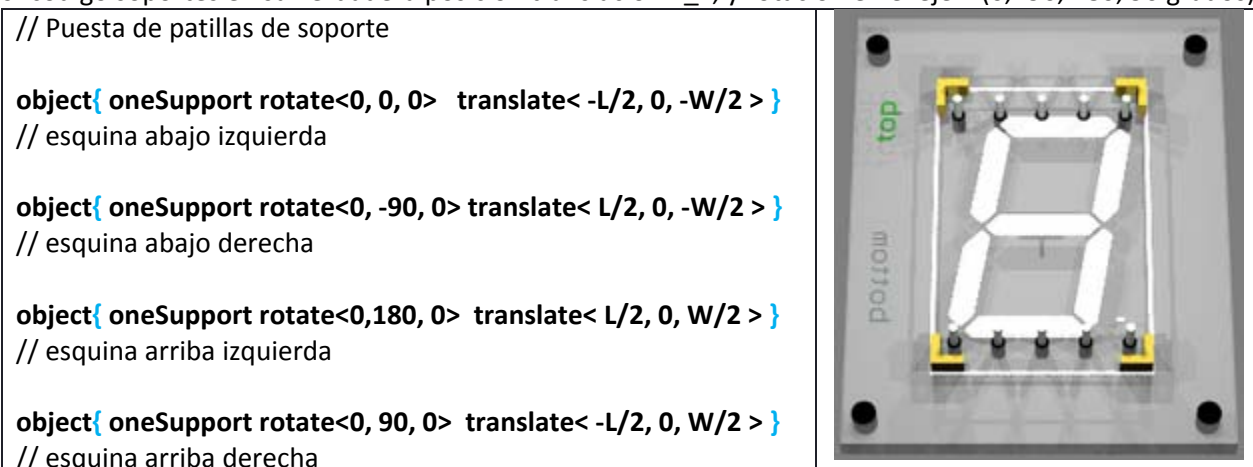 // Puesta de patillas de soporte
object{ oneSupport rotate<0, 0, 0> translate< -L/2, 0, -W/2 > }
// esquina abajo izquierda
object{ oneSupport rotate<0, -90, 0> translate< L/2, 0, -W/2 > }
// esquina abajo derecha
object{ oneSupport rotate<0,180, 0> translate< L/2, 0, W/2 > }
// esquina arriba izquierda
object{ oneSupport rotate<0, 90, 0> translate< -L/2, 0, W/2 > }
// esquina arriba derecha
top
bottom